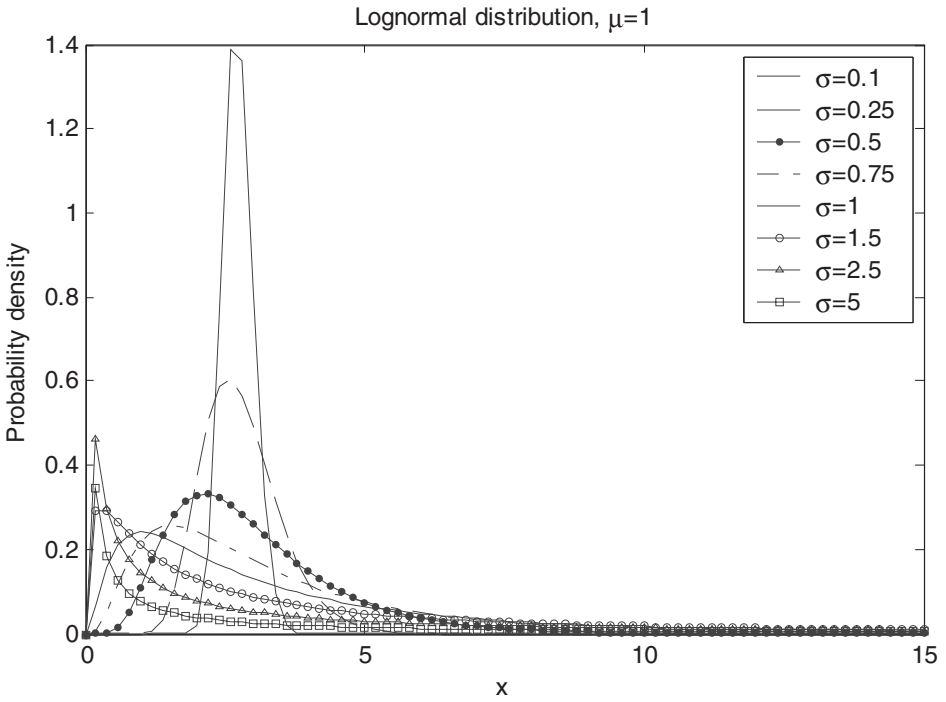 Lognormal distribution, μ=1
1.4
1.2
1
0.8
0.6
0.4
0.2
0
Probability density
σ=0.1
σ=0.25
σ=0.5
σ=0.75
σ=1
σ=1.5
σ=2.5
σ=5
0 5 10 15
x